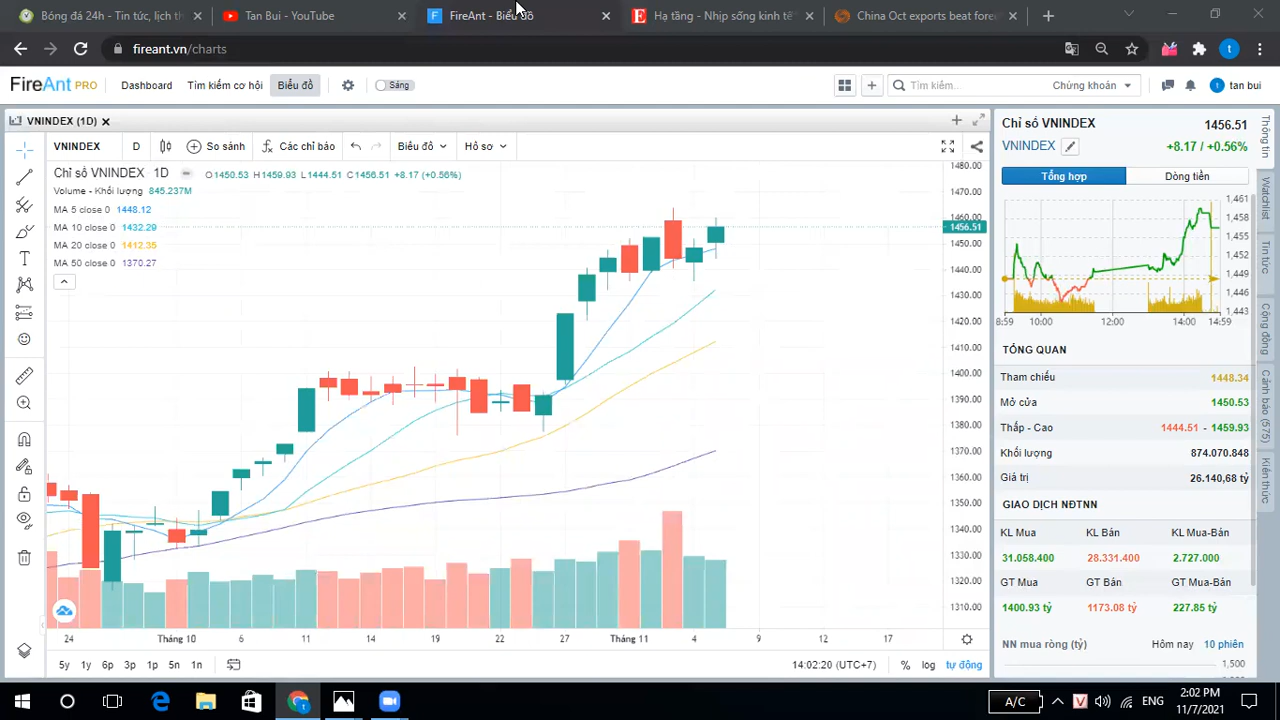 Bóng đá 24h - Tin tức, lịch th
Tan Bui - YouTube
FireAnt - Biểu đồ
Hạ tầng - Nhịp sống kinh tế
China Oct exports beat forec
fireant.vn/charts
FireAnt PRO
Dashboard
Tìm kiếm cơ hội
Biểu đồ
Sáng
Tìm kiếm...
Chứng khoán
tan bui
VNINDEX (1D)
VNINDEX
D
So sánh
Các chỉ báo
Biểu đồ
Hồ sơ
Chỉ số VNINDEX 1D
O1450.53 H1459.93 L1444.51 C1456.51 +8.17 (+0.56%)
Volume - Khối lượng 845.237M
MA 5 close 0 1448.12
MA 10 close 0 1432.29
MA 20 close 0 1412.35
MA 50 close 0 1370.27
1480.00
1470.00
1460.00
1456.51
1450.00
1440.00
1430.00
1420.00
1410.00
1400.00
1390.00
1380.00
1370.00
1360.00
1350.00
1340.00
1330.00
1320.00
1310.00
24 Tháng 10 6 11 14 19 22 27 Tháng 11 4 9 12 17
5y 1y 6p 3p 1p 5n 1n
14:02:20 (UTC+7)
% log tự động
Chỉ số VNINDEX 1456.51
VNINDEX +8.17 / +0.56%
Tổng hợp
Dòng tiền
1,461
1,458
1,455
1,452
1,449
1,446
1,443
8:59 10:00 12:00 14:00 14:59
TỔNG QUAN
Tham chiếu 1448.34
Mở cửa 1450.53
Thấp - Cao 1444.51 - 1459.93
Khối lượng 874.070.848
Giá trị 26.140,68 tỷ
GIAO DỊCH NĐTNN
KL Mua KL Bán KL Mua-Bán
31.058.400 28.331.400 2.727.000
GT Mua GT Bán GT Mua-Bán
1400.93 tỷ 1173.08 tỷ 227.85 tỷ
NN mua ròng (tỷ) Hôm nay 10 phiên
1,500
Thông tin
Watchlist
Tin tức
Cộng đồng
Cảnh báo (575)
Kiến thức
A/C
ENG
2:02 PM
11/7/2021